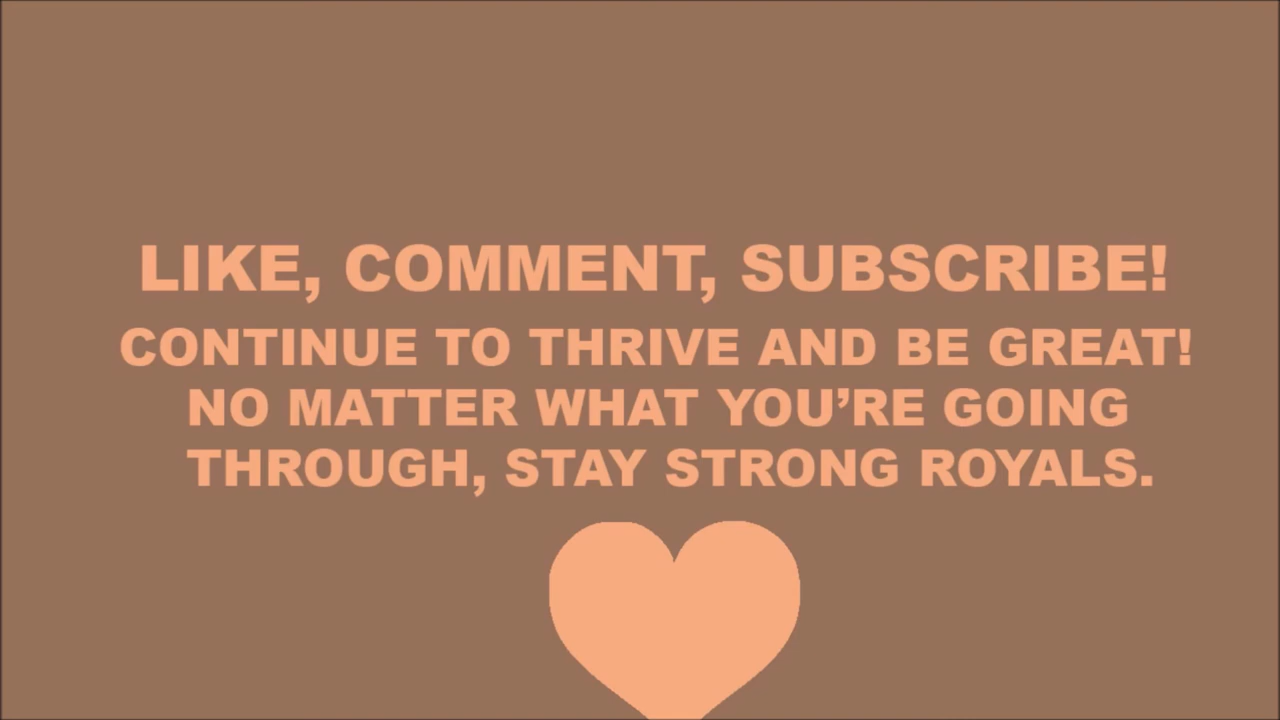 LIKE, COMMENT, SUBSCRIBE!
CONTINUE TO THRIVE AND BE GREAT!
NO MATTER WHAT YOU’RE GOING
THROUGH, STAY STRONG ROYALS.